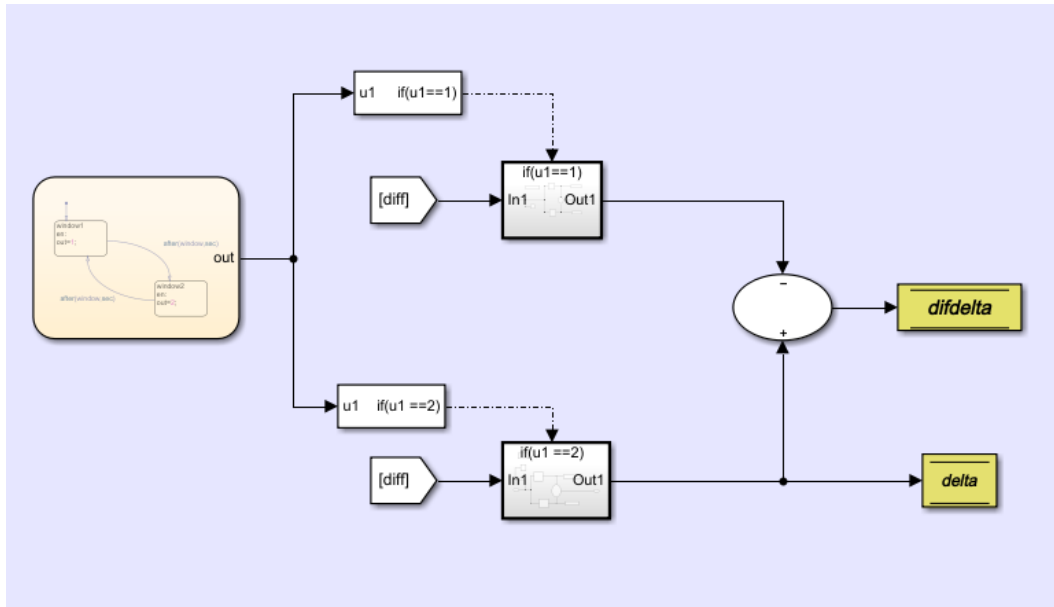 u1 if(u1==1)
if(u1==1)
[diff]
In1 Out1
window1
en:
out=1;
after(window,sec)
out
window2
en:
out=2;
after(window,sec)
−
+
difdelta
u1 if(u1 ==2)
if(u1 ==2)
[diff]
In1 Out1
delta